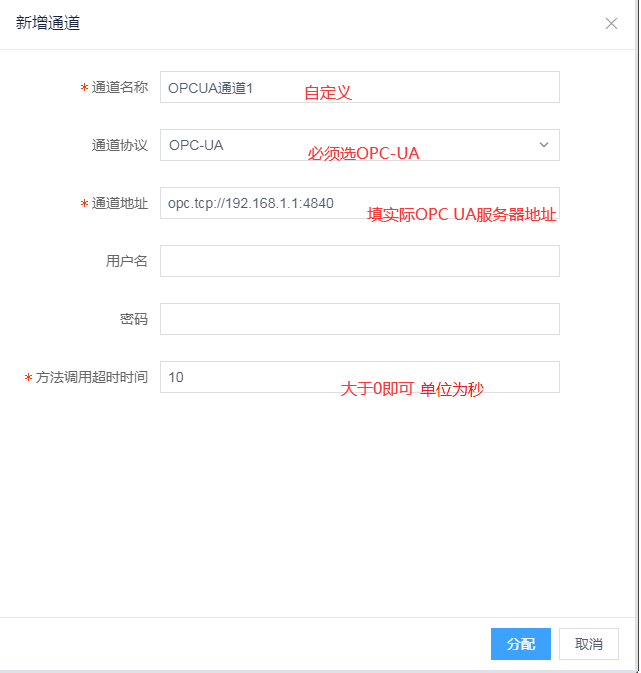 新增通道
* 通道名称 OPCUA通道1 自定义
通道协议 OPC-UA 必须选OPC-UA
* 通道地址 opc.tcp://192.168.1.1:4840 填实际OPC UA服务器地址
用户名
密码
* 方法调用超时时间 10 大于0即可 单位为秒
分配 取消